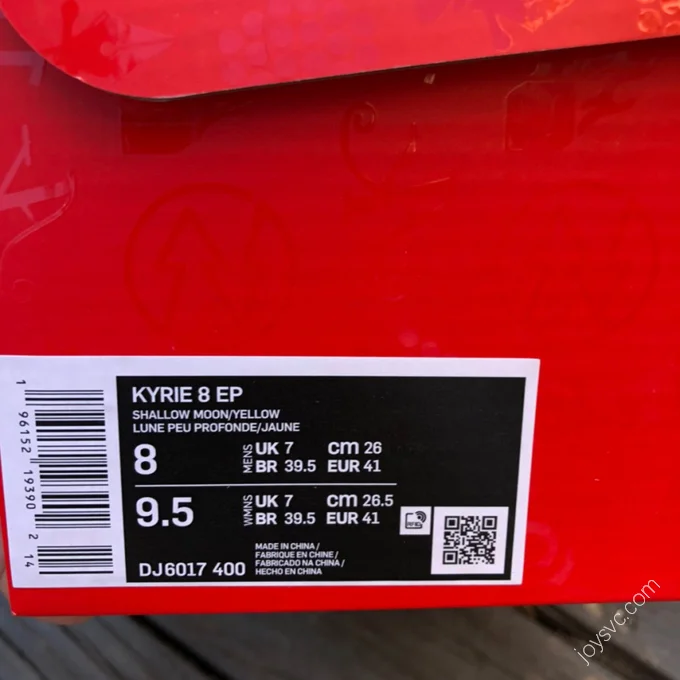 KYRIE 8 EP
SHALLOW MOON/YELLOW
LUNE PEU PROFONDE/JAUNE
8 MENS UK 7 cm 26
BR 39.5 EUR 41
9.5 WMNS UK 7 cm 26.5
BR 39.5 EUR 41
RFID
DJ6017 400
MADE IN CHINA /
FABRIQUE EN CHINE /
FABRICADO NA CHINA /
HECHO EN CHINA
1 96152 19390 2 14
joysvc.com